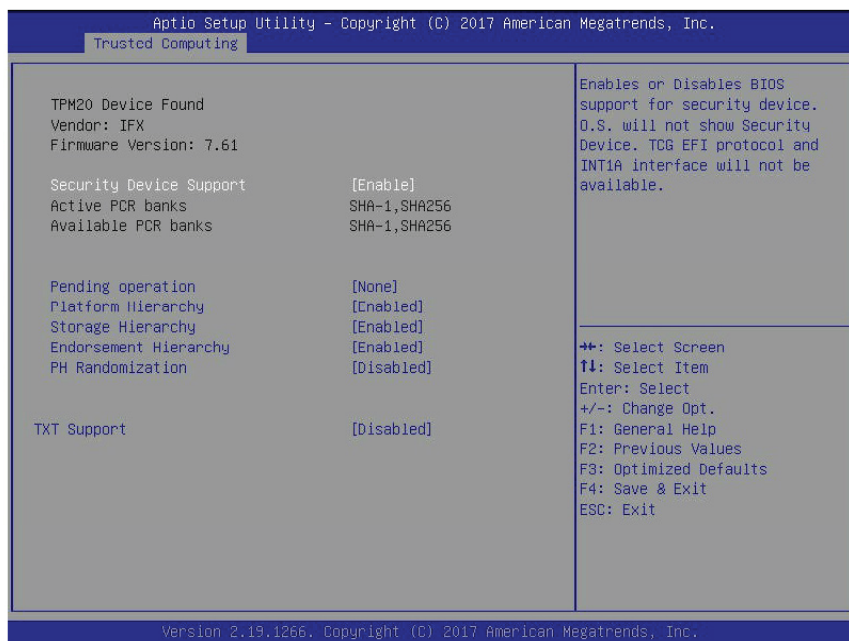 Aptio Setup Utility – Copyright (C) 2017 American Megatrends, Inc.
Trusted Computing
TPM20 Device Found
Vendor: IFX
Firmware Version: 7.61
Security Device Support [Enable]
Active PCR banks SHA-1,SHA256
Available PCR banks SHA-1,SHA256
Pending operation [None]
Platform Hierarchy [Enabled]
Storage Hierarchy [Enabled]
Endorsement Hierarchy [Enabled]
PH Randomization [Disabled]
TXT Support [Disabled]
Enables or Disables BIOS
support for security device.
O.S. will not show Security
Device. TCG EFI protocol and
INT1A interface will not be
available.
→←: Select Screen
↑↓: Select Item
Enter: Select
+/-: Change Opt.
F1: General Help
F2: Previous Values
F3: Optimized Defaults
F4: Save & Exit
ESC: Exit
Version 2.19.1266. Copyright (C) 2017 American Megatrends, Inc.